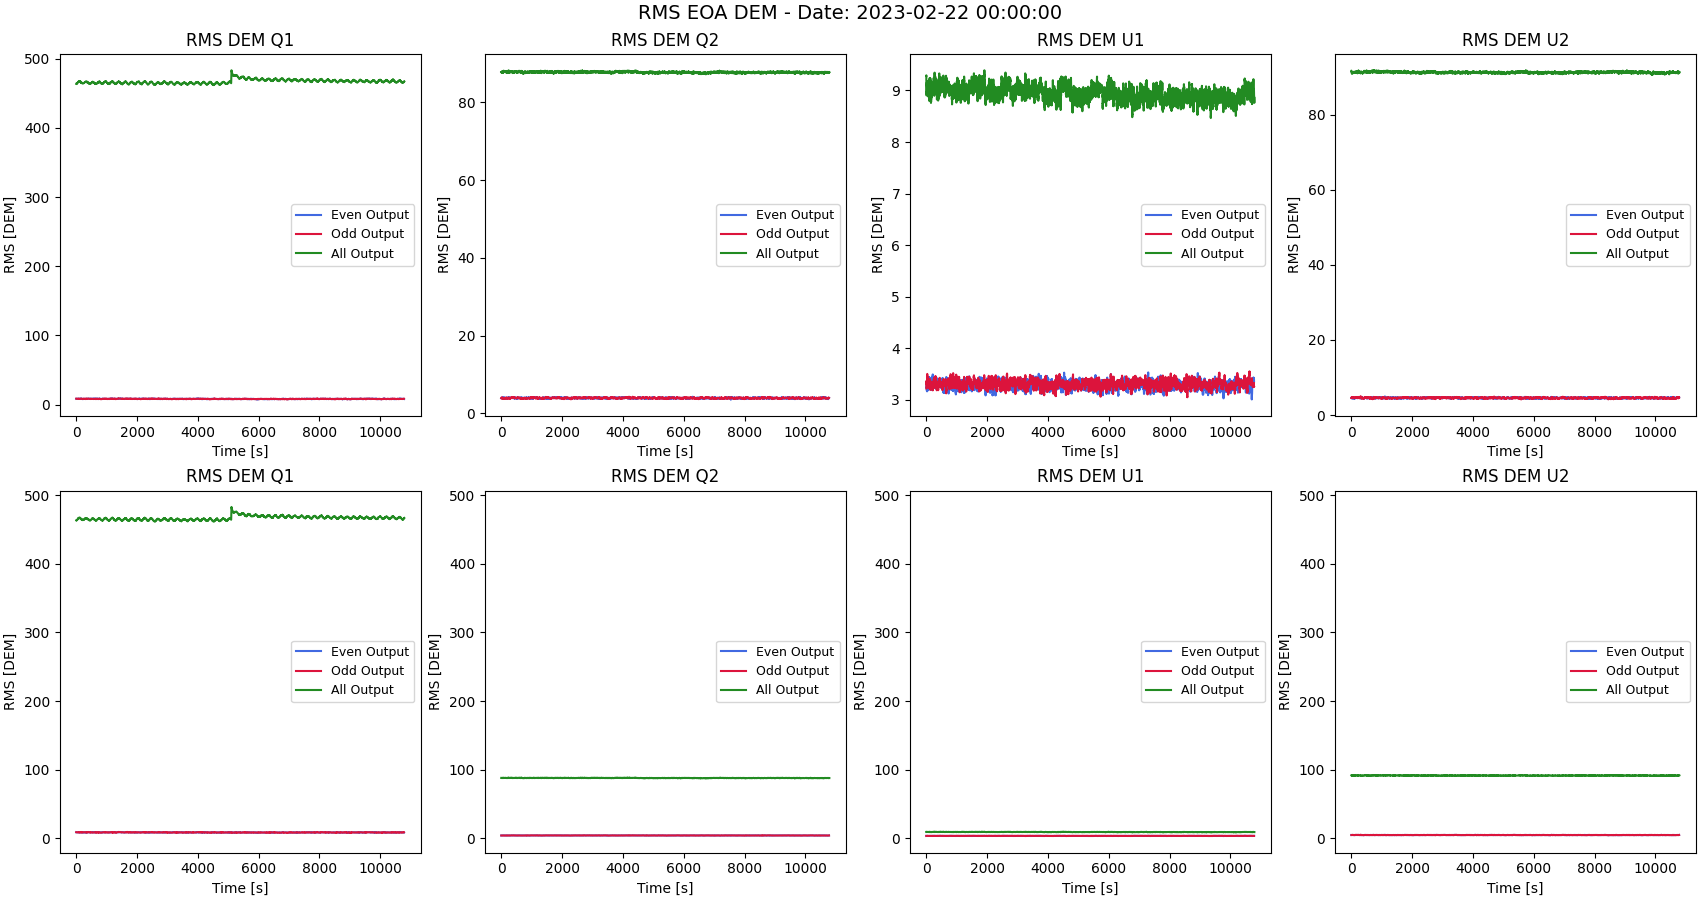 RMS EOA DEM - Date: 2023-02-22 00:00:00
RMS DEM Q1
500
400
300
200
100
0
RMS [DEM]
Even Output
Odd Output
All Output
0 2000 4000 6000 8000 10000
Time [s]
RMS DEM Q2
80
60
40
20
0
RMS [DEM]
Even Output
Odd Output
All Output
0 2000 4000 6000 8000 10000
Time [s]
RMS DEM U1
9
8
7
6
5
4
3
RMS [DEM]
Even Output
Odd Output
All Output
0 2000 4000 6000 8000 10000
Time [s]
RMS DEM U2
80
60
40
20
0
RMS [DEM]
Even Output
Odd Output
All Output
0 2000 4000 6000 8000 10000
Time [s]
RMS DEM Q1
500
400
300
200
100
0
RMS [DEM]
Even Output
Odd Output
All Output
0 2000 4000 6000 8000 10000
Time [s]
RMS DEM Q2
500
400
300
200
100
0
RMS [DEM]
Even Output
Odd Output
All Output
0 2000 4000 6000 8000 10000
Time [s]
RMS DEM U1
500
400
300
200
100
0
RMS [DEM]
Even Output
Odd Output
All Output
0 2000 4000 6000 8000 10000
Time [s]
RMS DEM U2
500
400
300
200
100
0
RMS [DEM]
Even Output
Odd Output
All Output
0 2000 4000 6000 8000 10000
Time [s]